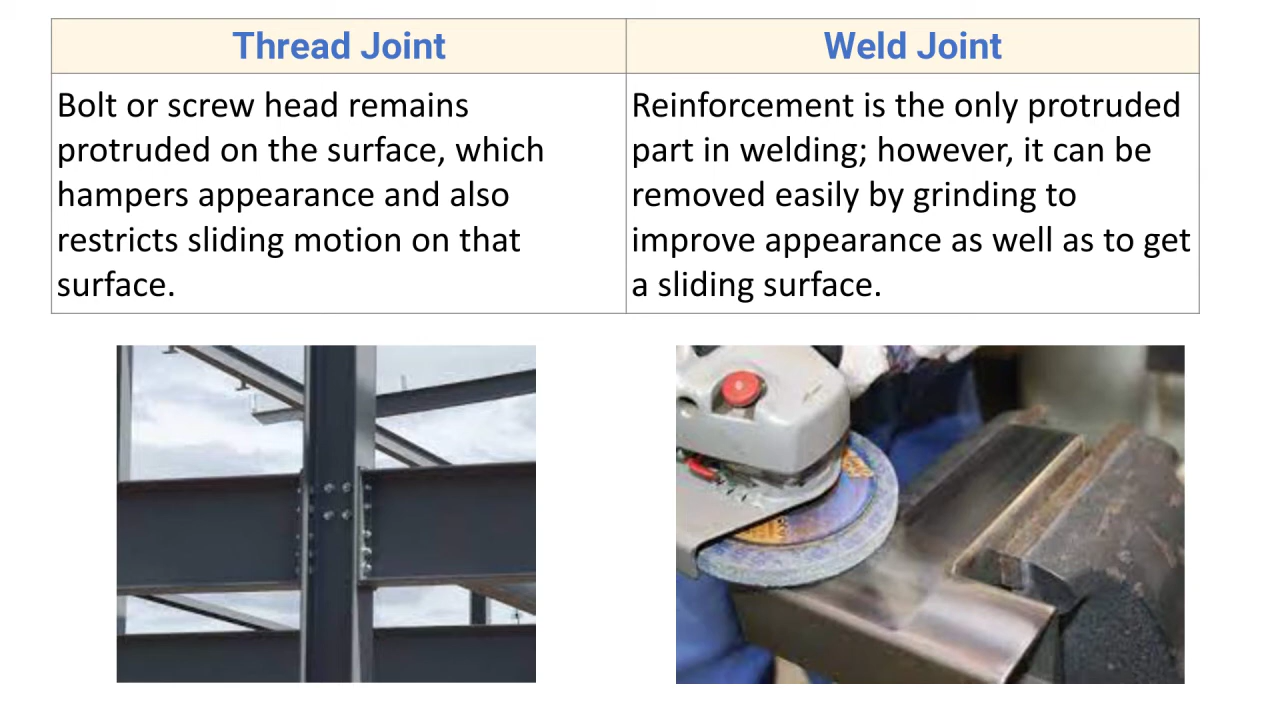 Thread Joint
Weld Joint
Bolt or screw head remains
protruded on the surface, which
hampers appearance and also
restricts sliding motion on that
surface.
Reinforcement is the only protruded
part in welding; however, it can be
removed easily by grinding to
improve appearance as well as to get
a sliding surface.